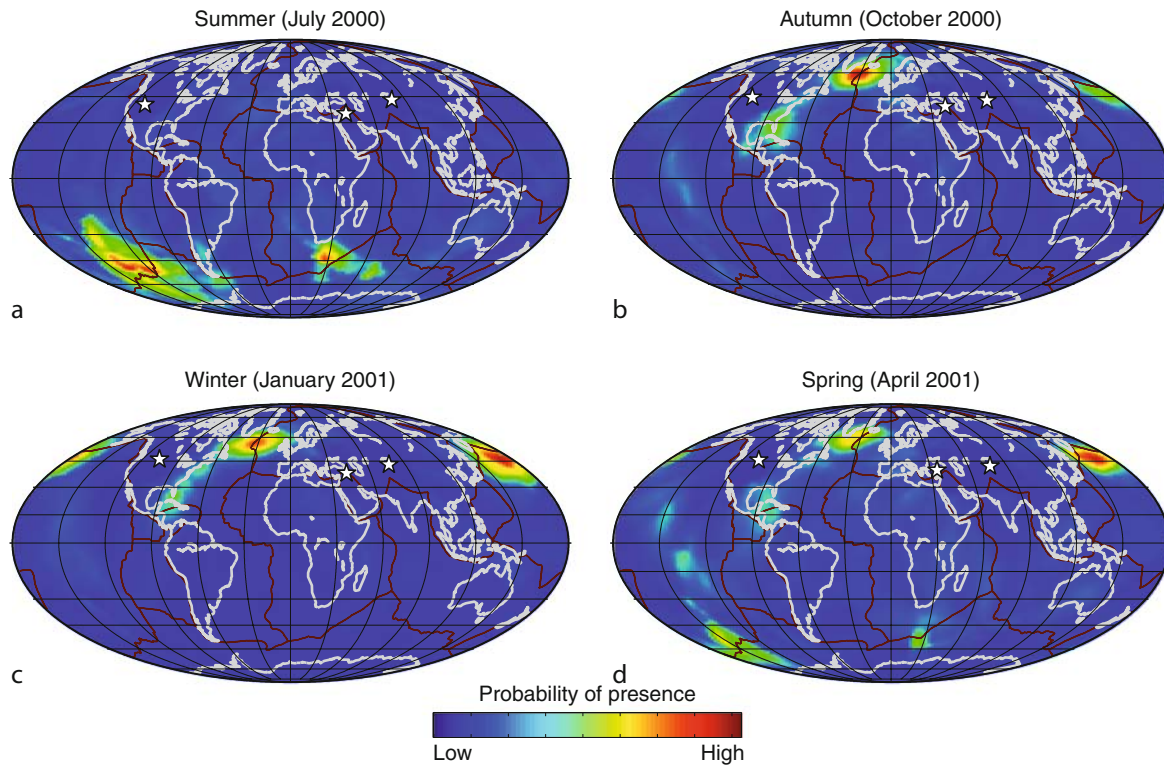 Summer (July 2000)
Autumn (October 2000)
a
b
Winter (January 2001)
Spring (April 2001)
c
d
Probability of presence
Low
High